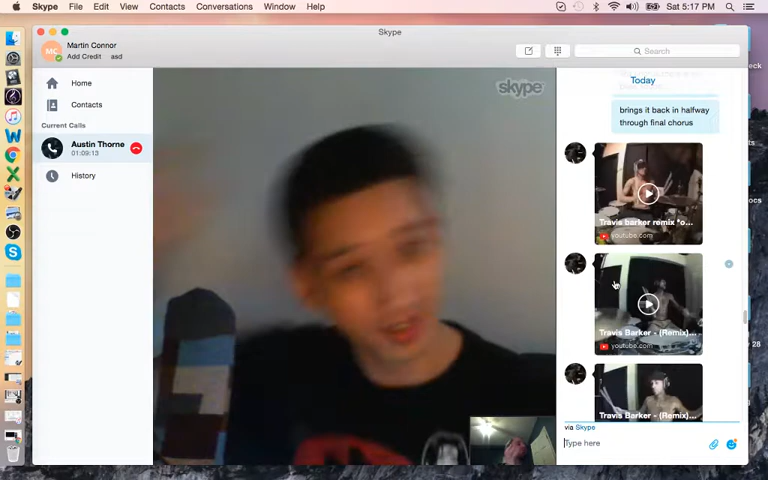 Skype File Edit View Contacts Conversations Window Help
Sat 5:17 PM
Skype
MC
Martin Connor
Add Credit asd
Search
Home
Contacts
Current Calls
Austin Thorne
01:09:13
History
skype
Today
brings it back in halfway
through final chorus
Travis barker remix *o...
youtube.com
Travis Barker - (Remix)...
youtube.com
Travis Barker - (Remix)...
via Skype
Type here
28